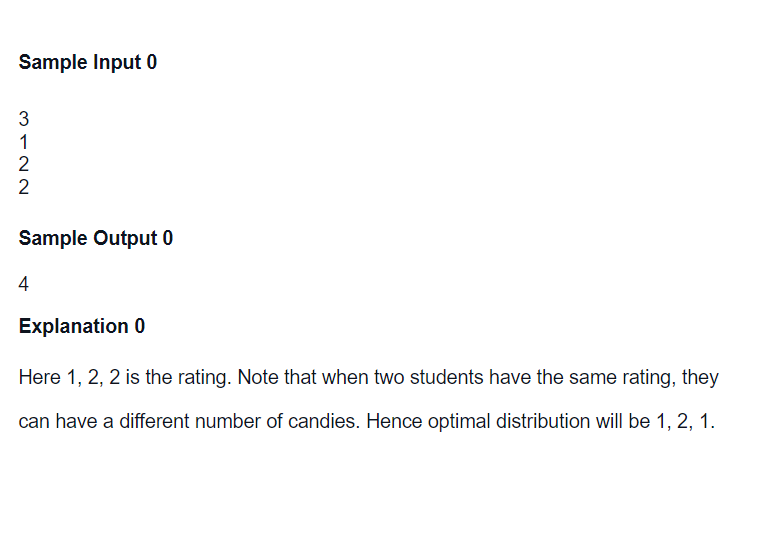 Sample Input 0
3
1
2
2
Sample Output 0
4
Explanation 0
Here 1, 2, 2 is the rating. Note that when two students have the same rating, they
can have a different number of candies. Hence optimal distribution will be 1, 2, 1.